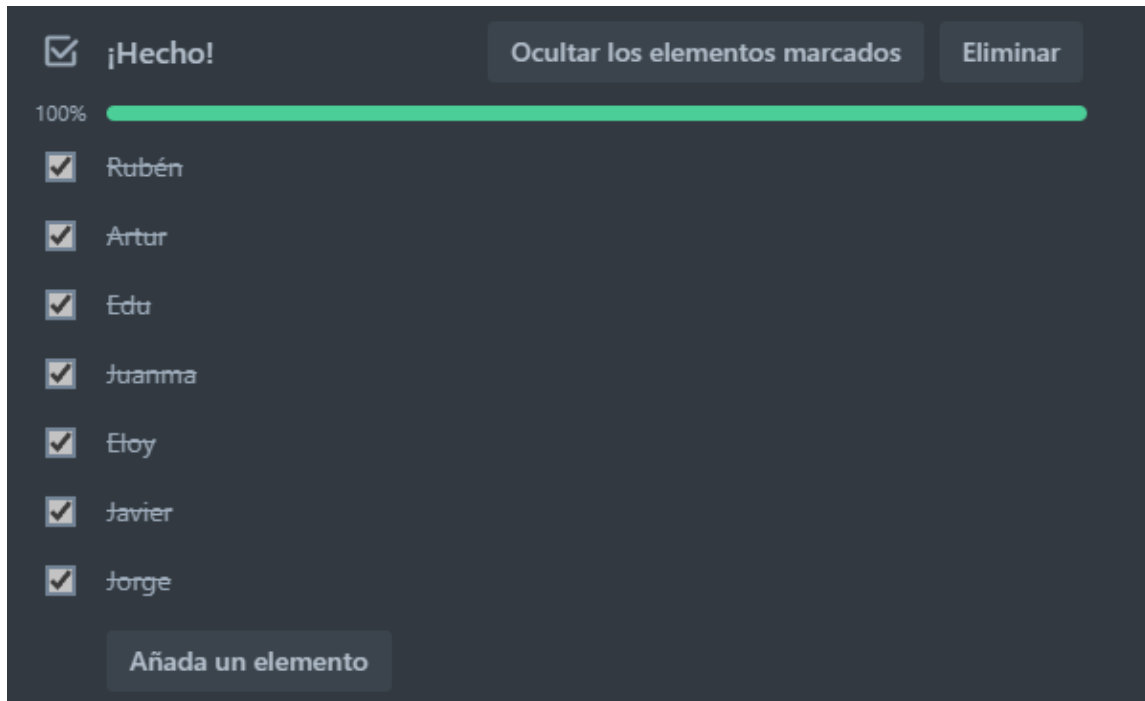 ¡Hecho! Ocultar los elementos marcados Eliminar
100%
Rubén
Artur
Edu
Juanma
Eloy
Javier
Jorge
Añada un elemento